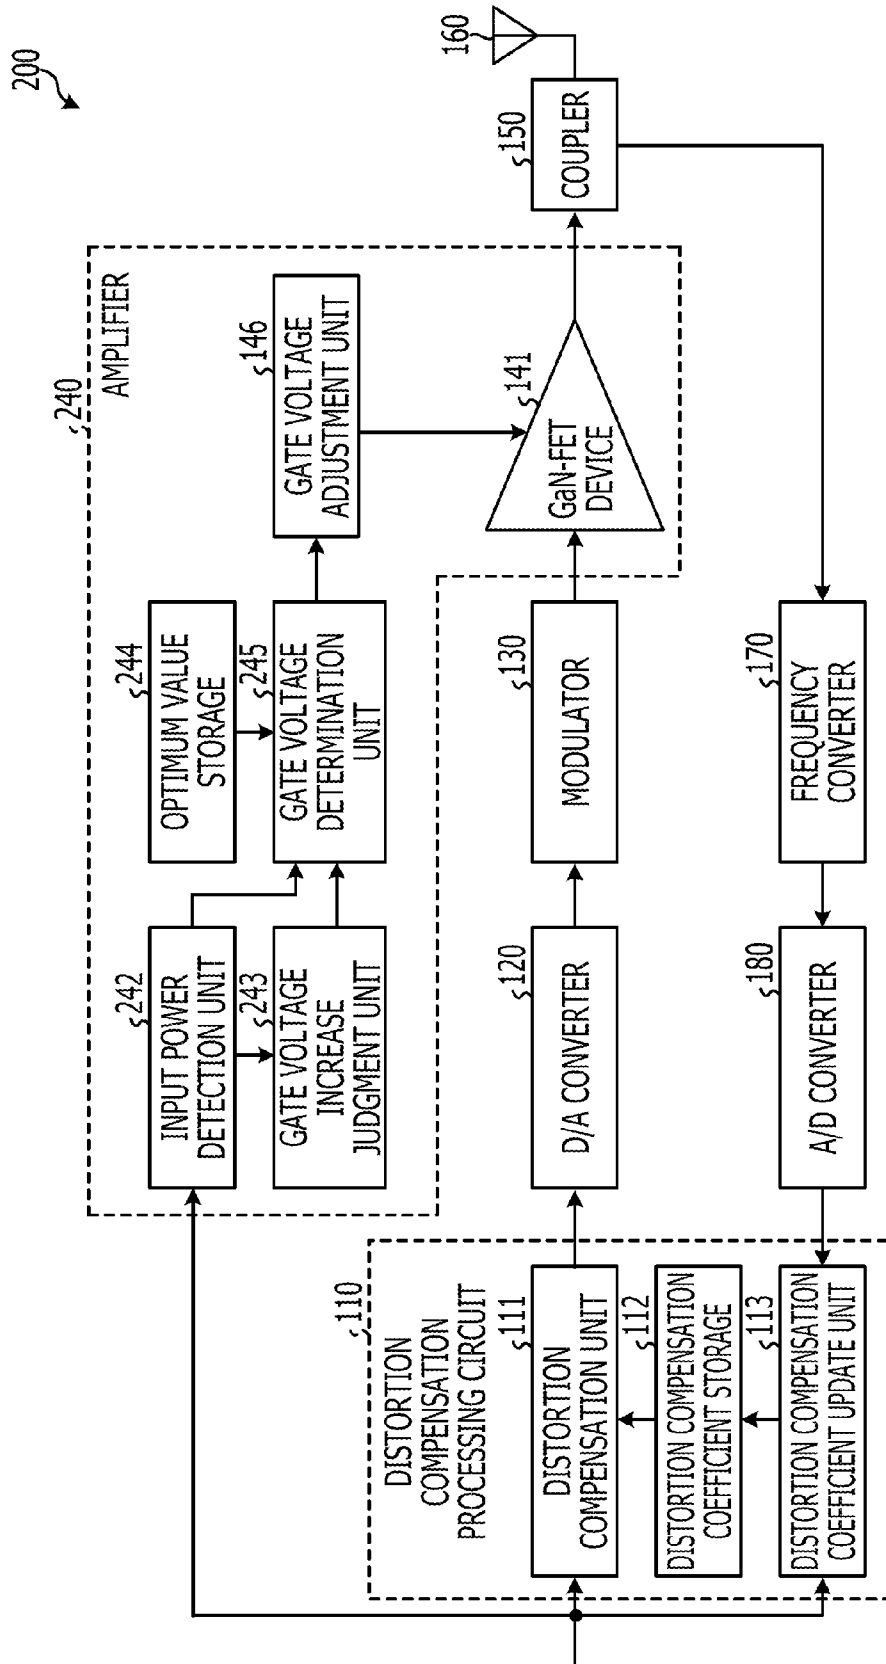 200
240
AMPLIFIER
242
INPUT POWER
DETECTION UNIT
243
GATE VOLTAGE
INCREASE
JUDGMENT UNIT
244
OPTIMUM VALUE
STORAGE
245
GATE VOLTAGE
DETERMINATION
UNIT
146
GATE VOLTAGE
ADJUSTMENT UNIT
110
DISTORTION
COMPENSATION
PROCESSING CIRCUIT
111
DISTORTION
COMPENSATION UNIT
112
DISTORTION COMPENSATION
COEFFICIENT STORAGE
113
DISTORTION COMPENSATION
COEFFICIENT UPDATE UNIT
120
D/A CONVERTER
130
MODULATOR
141
GaN-FET
DEVICE
150
COUPLER
160
170
FREQUENCY
CONVERTER
180
A/D CONVERTER